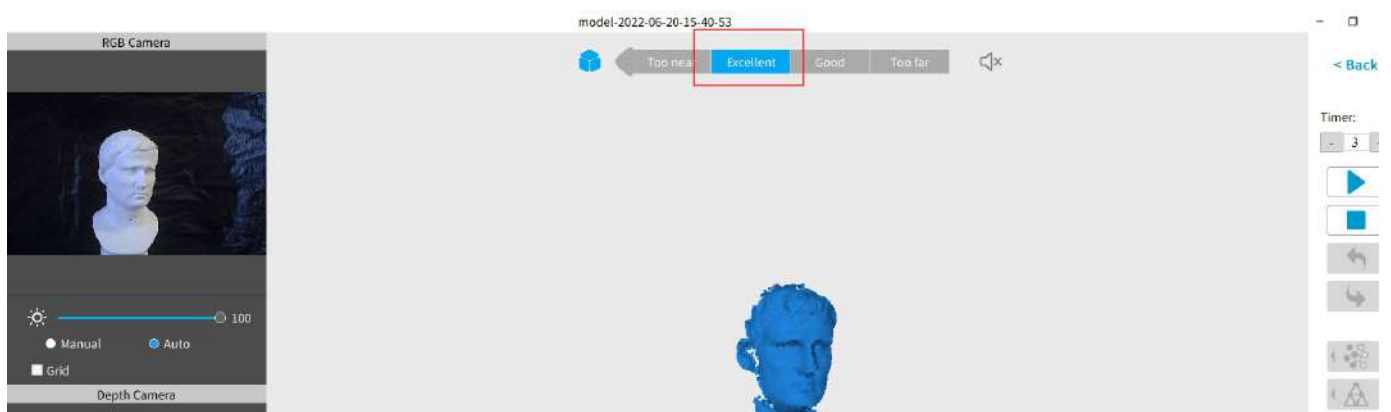 model-2022-06-20-15-40-53
RGB Camera
Too near Excellent Good Too far
< Back
Timer:
- 3
100
Manual Auto
Grid
Depth Camera